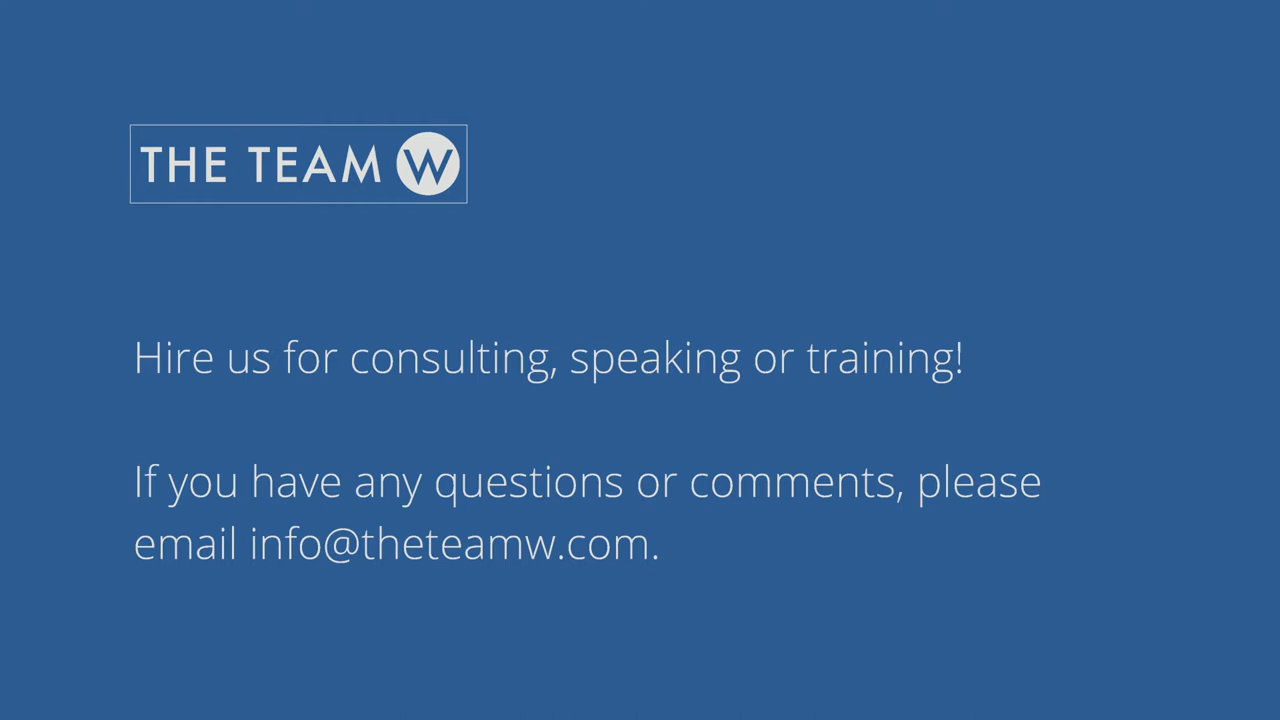 THE TEAM W
Hire us for consulting, speaking or training!
If you have any questions or comments, please
email info@theteamw.com.